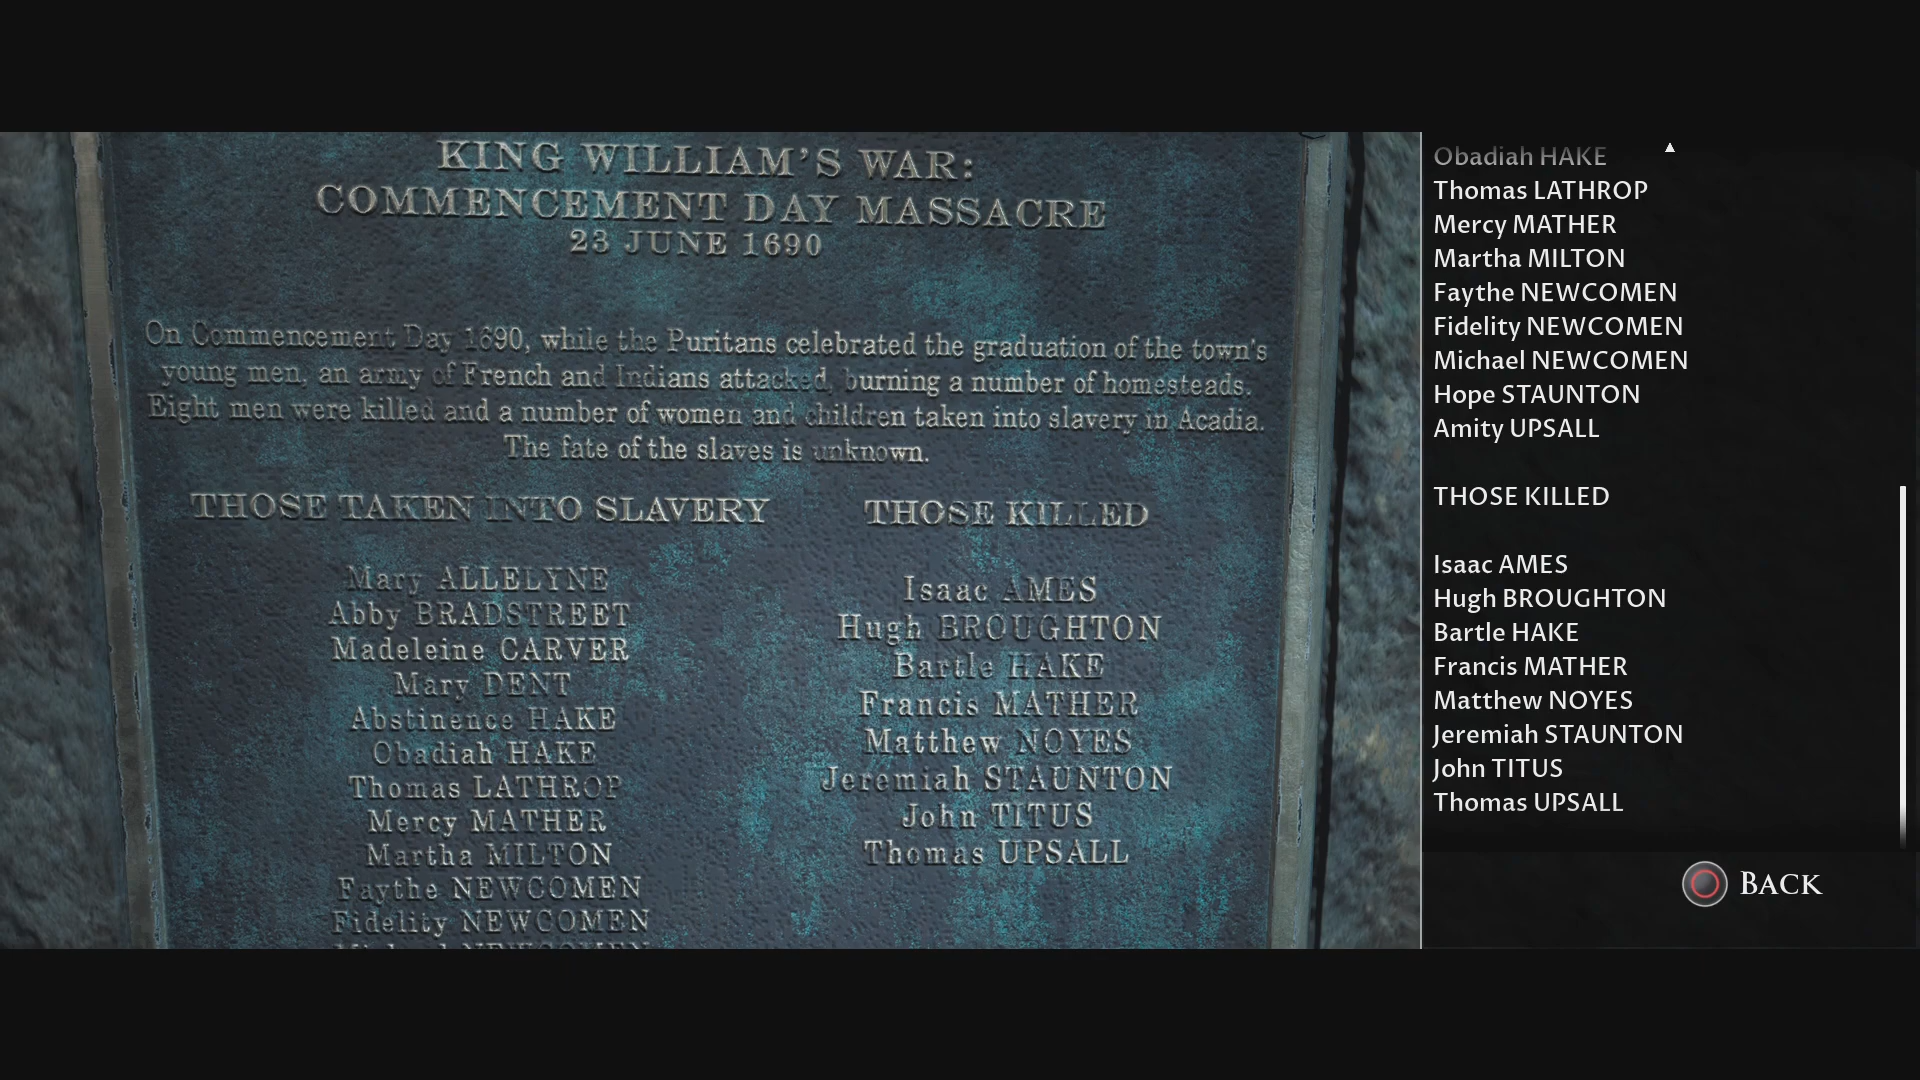 KING WILLIAM'S WAR:
COMMENCEMENT DAY MASSACRE
23 JUNE 1690
On Commencement Day 1690, while the Puritans celebrated the graduation of the town's
young men, an army of French and Indians attacked, burning a number of homesteads.
Eight men were killed and a number of women and children taken into slavery in Acadia.
The fate of the slaves is unknown.
THOSE TAKEN INTO SLAVERY
Mary ALLELYNE
Abby BRADSTREET
Madeleine CARVER
Mary DENT
Abstinence HAKE
Obadiah HAKE
Thomas LATHROP
Mercy MATHER
Martha MILTON
Faythe NEWCOMEN
Fidelity NEWCOMEN
Michael NEWCOMEN
THOSE KILLED
Isaac AMES
Hugh BROUGHTON
Bartle HAKE
Francis MATHER
Matthew NOYES
Jeremiah STAUNTON
John TITUS
Thomas UPSALL
Obadiah HAKE
Thomas LATHROP
Mercy MATHER
Martha MILTON
Faythe NEWCOMEN
Fidelity NEWCOMEN
Michael NEWCOMEN
Hope STAUNTON
Amity UPSALL
THOSE KILLED
Isaac AMES
Hugh BROUGHTON
Bartle HAKE
Francis MATHER
Matthew NOYES
Jeremiah STAUNTON
John TITUS
Thomas UPSALL
BACK